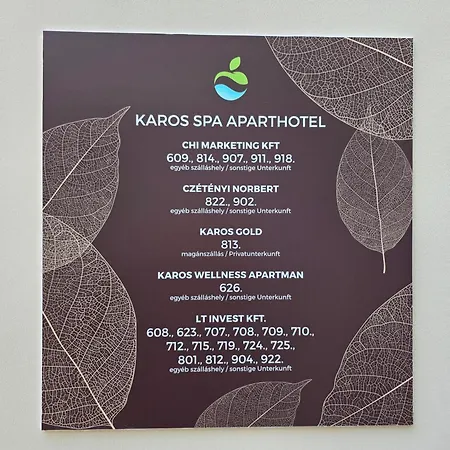 KAROS SPA APARTHOTEL
CHI MARKETING KFT
609., 814., 907., 911., 918.
egyéb szálláshely / sonstige Unterkunft
CZÉTÉNYI NORBERT
822., 902.
egyéb szálláshely / sonstige Unterkunft
KAROS GOLD
813.
magánszállás / Privatunterkunft
KAROS WELLNESS APARTMAN
626.
egyéb szálláshely / sonstige Unterkunft
LT INVEST KFT.
608., 623., 707., 708., 709., 710.,
712., 715., 719., 724., 725.,
801., 812., 904., 922.
egyéb szálláshely / sonstige Unterkunft